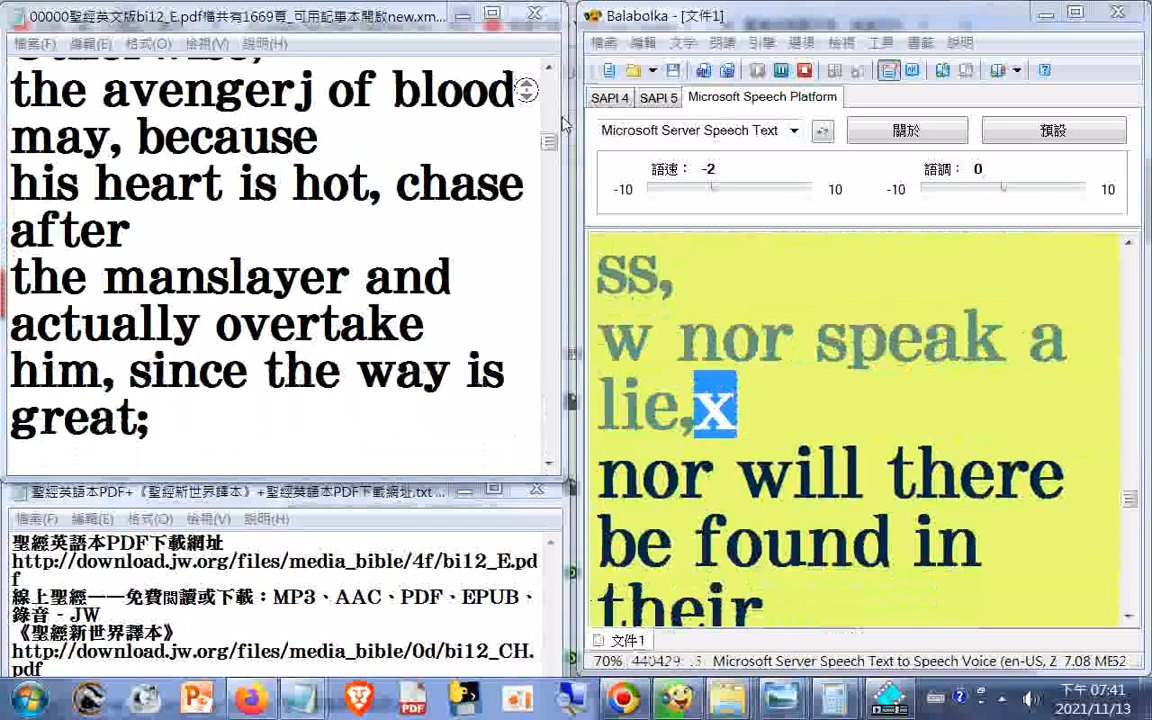 00000聖經英文版bi12_E.pdf檔共有1669頁_可用記事本開啟new.xm...
檔案(F) 編輯(E) 格式(O) 檢視(V) 說明(H)
the avengerj of blood
may, because
his heart is hot, chase
after
the manslayer and
actually overtake
him, since the way is
great;
聖經英語本PDF+《聖經新世界譯本》+聖經英語本PDF下載網址.txt ...
檔案(F) 編輯(E) 格式(O) 檢視(V) 說明(H)
聖經英語本PDF下載網址
http://download.jw.org/files/media_bible/4f/bi12_E.pd
f
線上聖經──免費閱讀或下載：MP3、AAC、PDF、EPUB、
錄音 - JW
《聖經新世界譯本》
http://download.jw.org/files/media_bible/0d/bi12_CH.
pdf
Balabolka - [文件1]
檔案 編輯 文字 朗讀 引擎 選項 檢視 工具 書籤 說明
SAPI 4 SAPI 5 Microsoft Speech Platform
Microsoft Server Speech Text 關於 預設
語速： -2 語調： 0
-10 10 -10 10
ss,
w nor speak a
lie,x
nor will there
be found in
their
文件1
70% Microsoft Server Speech Text to Speech Voice (en-US, Z 7.08 ME52
下午 07:41
2021/11/13